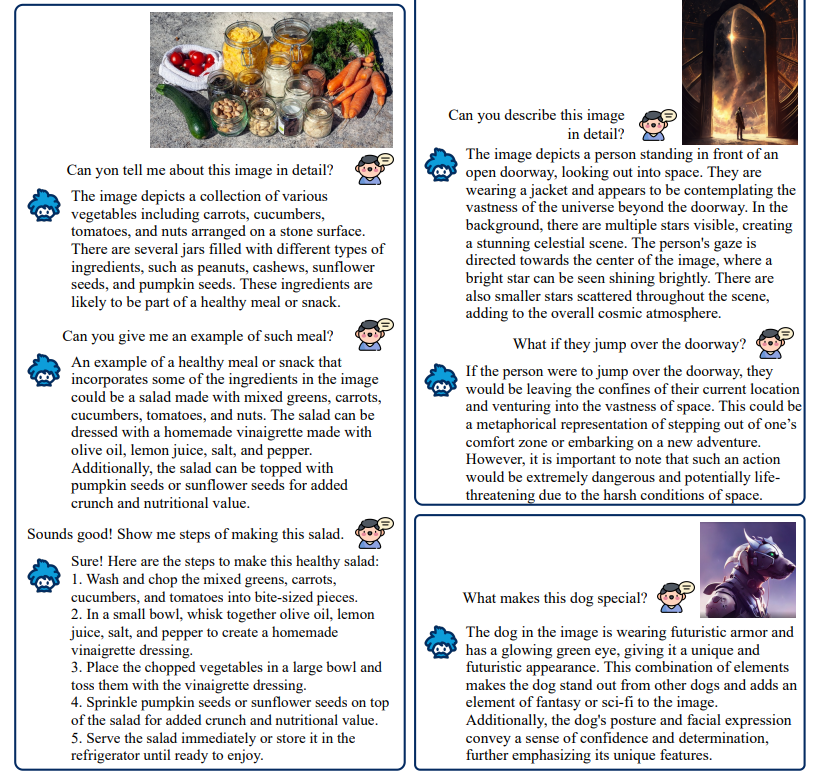 Can yon tell me about this image in detail?
The image depicts a collection of various
vegetables including carrots, cucumbers,
tomatoes, and nuts arranged on a stone surface.
There are several jars filled with different types of
ingredients, such as peanuts, cashews, sunflower
seeds, and pumpkin seeds. These ingredients are
likely to be part of a healthy meal or snack.
Can you give me an example of such meal?
An example of a healthy meal or snack that
incorporates some of the ingredients in the image
could be a salad made with mixed greens, carrots,
cucumbers, tomatoes, and nuts. The salad can be
dressed with a homemade vinaigrette made with
olive oil, lemon juice, salt, and pepper.
Additionally, the salad can be topped with
pumpkin seeds or sunflower seeds for added
crunch and nutritional value.
Sounds good! Show me steps of making this salad.
Sure! Here are the steps to make this healthy salad:
1. Wash and chop the mixed greens, carrots,
cucumbers, and tomatoes into bite-sized pieces.
2. In a small bowl, whisk together olive oil, lemon
juice, salt, and pepper to create a homemade
vinaigrette dressing.
3. Place the chopped vegetables in a large bowl and
toss them with the vinaigrette dressing.
4. Sprinkle pumpkin seeds or sunflower seeds on top
of the salad for added crunch and nutritional value.
5. Serve the salad immediately or store it in the
refrigerator until ready to enjoy.
Can you describe this image
in detail?
The image depicts a person standing in front of an
open doorway, looking out into space. They are
wearing a jacket and appears to be contemplating the
vastness of the universe beyond the doorway. In the
background, there are multiple stars visible, creating
a stunning celestial scene. The person's gaze is
directed towards the center of the image, where a
bright star can be seen shining brightly. There are
also smaller stars scattered throughout the scene,
adding to the overall cosmic atmosphere.
What if they jump over the doorway?
If the person were to jump over the doorway, they
would be leaving the confines of their current location
and venturing into the vastness of space. This could be
a metaphorical representation of stepping out of one’s
comfort zone or embarking on a new adventure.
However, it is important to note that such an action
would be extremely dangerous and potentially life-
threatening due to the harsh conditions of space.
What makes this dog special?
The dog in the image is wearing futuristic armor and
has a glowing green eye, giving it a unique and
futuristic appearance. This combination of elements
makes the dog stand out from other dogs and adds an
element of fantasy or sci-fi to the image.
Additionally, the dog's posture and facial expression
convey a sense of confidence and determination,
further emphasizing its unique features.